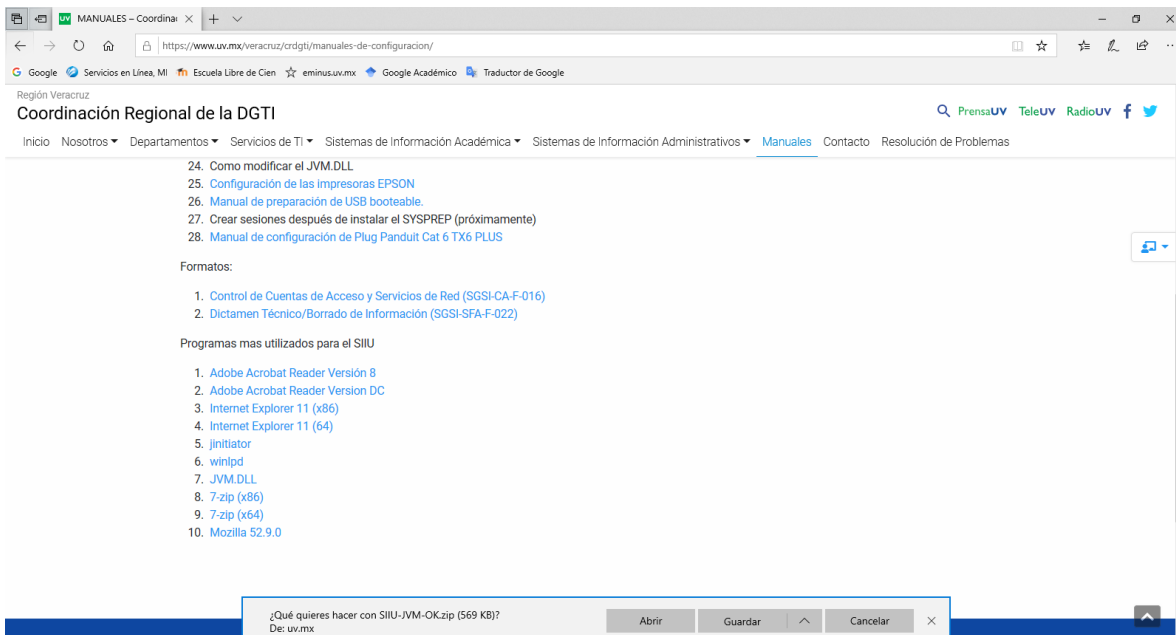 MANUALES – Coordinac
https://www.uv.mx/veracruz/crdgti/manuales-de-configuracion/
Google Servicios en Línea, MI Escuela Libre de Cien eminus.uv.mx Google Académico Traductor de Google
Región Veracruz
Coordinación Regional de la DGTI
PrensaUV TeleUV RadioUV
Inicio Nosotros Departamentos Servicios de TI Sistemas de Información Académica Sistemas de Información Administrativos Manuales Contacto Resolución de Problemas
24. Como modificar el JVM.DLL
25. Configuración de las impresoras EPSON
26. Manual de preparación de USB booteable.
27. Crear sesiones después de instalar el SYSPREP (próximamente)
28. Manual de configuración de Plug Panduit Cat 6 TX6 PLUS
Formatos:
1. Control de Cuentas de Acceso y Servicios de Red (SGSI-CA-F-016)
2. Dictamen Técnico/Borrado de Información (SGSI-SFA-F-022)
Programas mas utilizados para el SIIU
1. Adobe Acrobat Reader Versión 8
2. Adobe Acrobat Reader Version DC
3. Internet Explorer 11 (x86)
4. Internet Explorer 11 (64)
5. jinitiator
6. winlpd
7. JVM.DLL
8. 7-zip (x86)
9. 7-zip (x64)
10. Mozilla 52.9.0
¿Qué quieres hacer con SIIU-JVM-OK.zip (569 KB)?
De: uv.mx
Abrir Guardar Cancelar